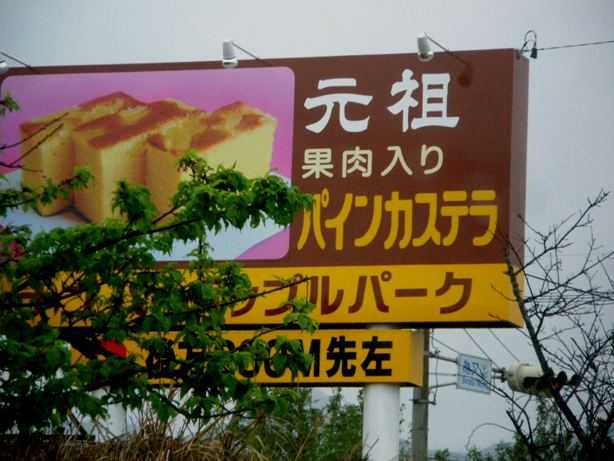 元祖
果肉入り
パインカステラ
ップルパーク
00M先左